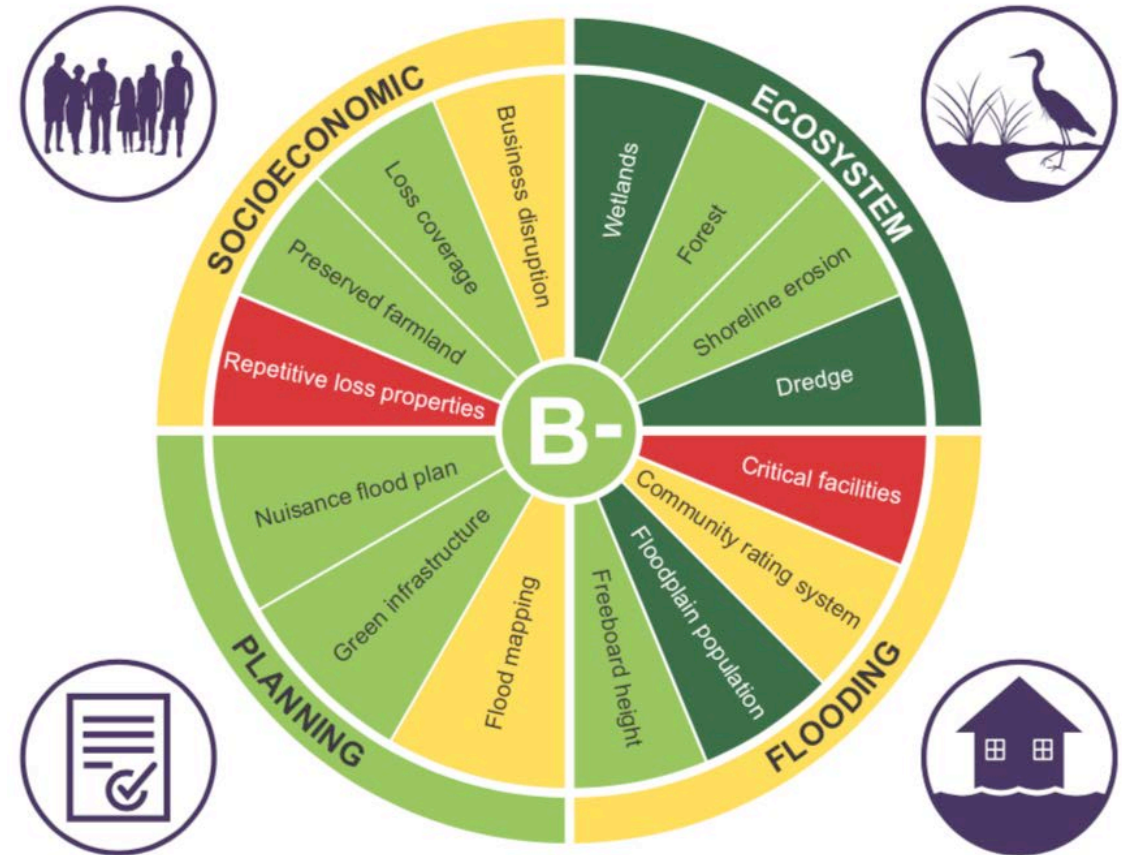 SOCIOECONOMIC
Business disruption
Loss coverage
Preserved farmland
Repetitive loss properties
ECOSYSTEM
Wetlands
Forest
Shoreline erosion
Dredge
B-
PLANNING
Nuisance flood plan
Green infrastructure
Flood mapping
FLOODING
Critical facilities
Community rating system
Floodplain population
Freeboard height